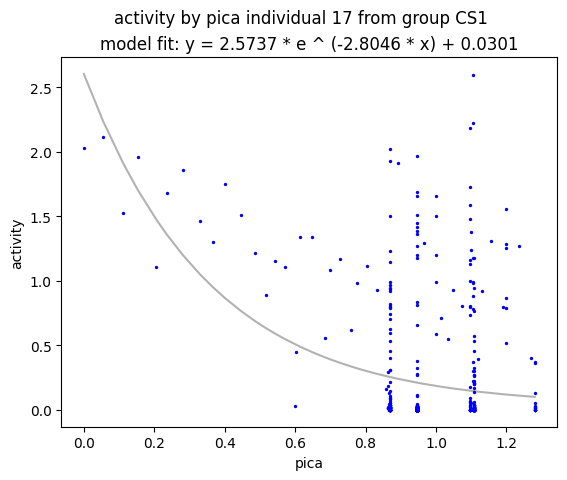 activity by pica individual 17 from group CS1
model fit: y = 2.5737 * e ^ (-2.8046 * x) + 0.0301
2.5
2.0
1.5
1.0
0.5
0.0
activity
0.0 0.2 0.4 0.6 0.8 1.0 1.2
pica